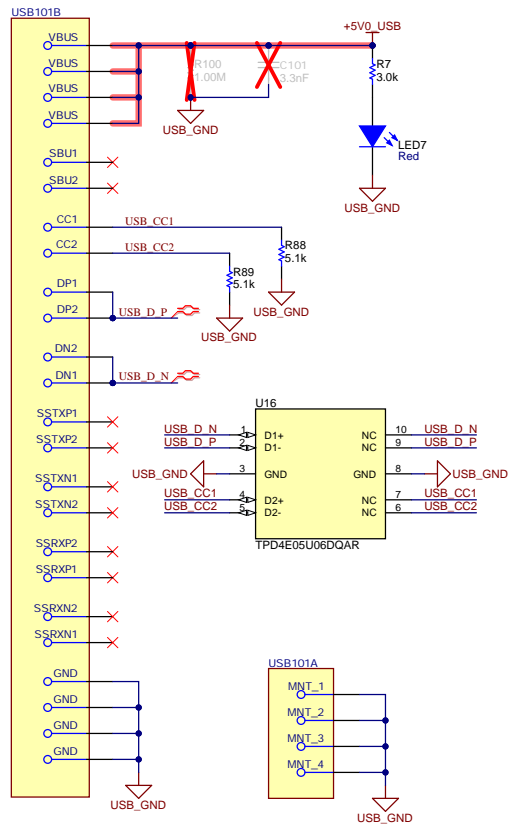 USB101B
VBUS
VBUS
VBUS
VBUS
SBU1
SBU2
CC1
CC2
DP1
DP2
DN2
DN1
SSTXP1
SSTXP2
SSTXN1
SSTXN2
SSRXP2
SSRXP1
SSRXN2
SSRXN1
GND
GND
GND
GND
USB_GND
R100
1.00M
C101
3.3nF
USB_GND
+5V0_USB
R7
3.0k
LED7
Red
USB_GND
USB_CC1
USB_CC2
R88
5.1k
USB_GND
R89
5.1k
USB_GND
USB_D_P
USB_D_N
U16
USB_D_N 1 D1+ NC 10 USB_D_N
USB_D_P 2 D1- NC 9 USB_D_P
USB_GND 3 GND GND 8 USB_GND
USB_CC1 4 D2+ NC 7 USB_CC1
USB_CC2 5 D2- NC 6 USB_CC2
TPD4E05U06DQAR
USB101A
MNT_1
MNT_2
MNT_3
MNT_4
USB_GND